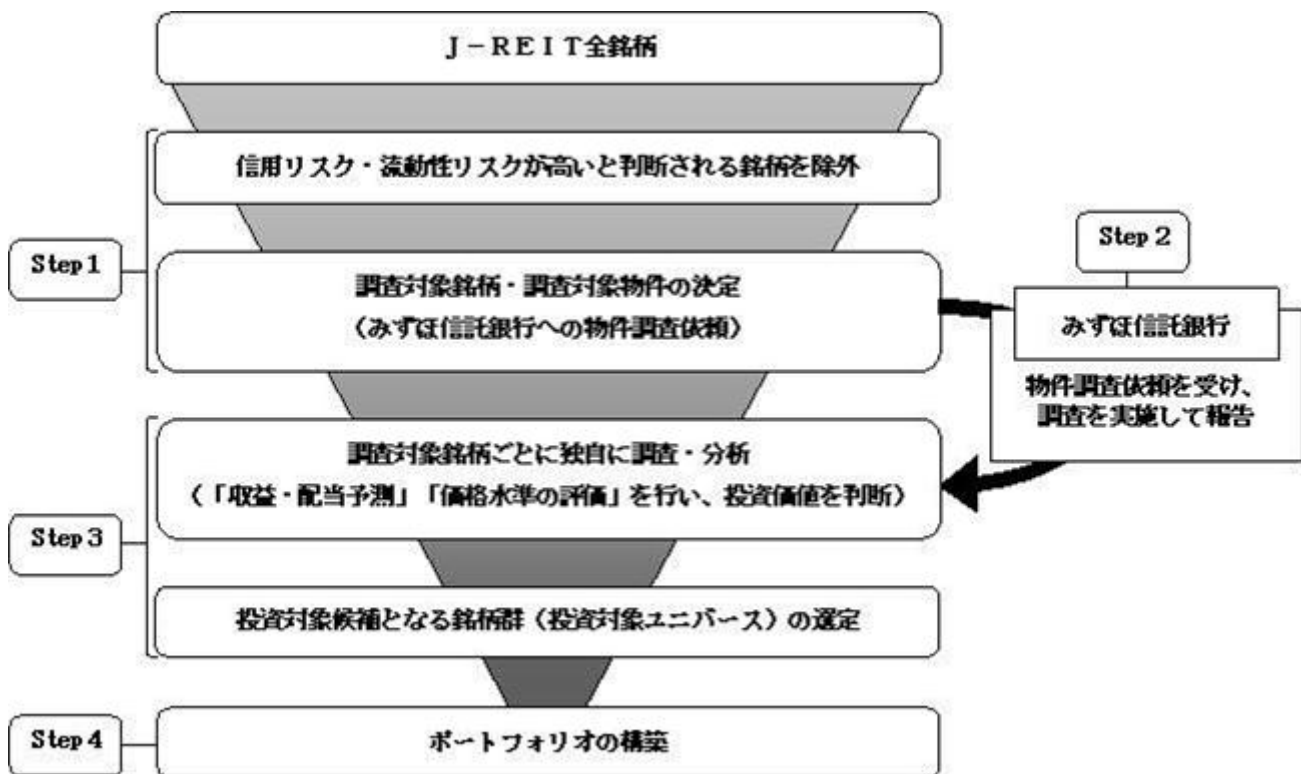 J－REIT全銘柄
信用リスク・流動性リスクが高いと判断される銘柄を除外
Step1
調査対象銘柄・調査対象物件の決定
（みずほ信託銀行への物件調査依頼）
Step2
みずほ信託銀行
物件調査依頼を受け、
調査を実施して報告
Step3
調査対象銘柄ごとに独自に調査・分析
（「収益・配当予測」「価格水準の評価」を行い、投資価値を判断）
投資対象候補となる銘柄群（投資対象ユニバース）の選定
Step4
ポートフォリオの構築